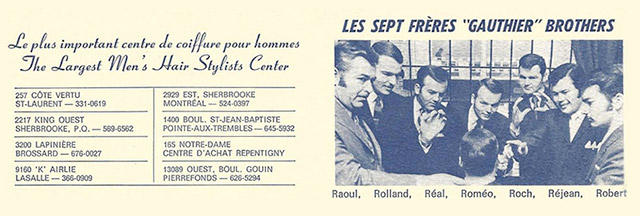 Le plus important centre de coiffure pour hommes
The Largest Men's Hair Stylists Center
257 CÔTE VERTU
ST-LAURENT — 331-0619
2217 KING OUEST
SHERBROOKE, P.Q. — 569-6562
3200 LAPINIÈRE
BROSSARD — 676-0027
9160 'K' AIRLIE
LASALLE — 366-0909
2929 EST, SHERBROOKE
MONTRÉAL — 524-0397
1400 BOUL. ST-JEAN-BAPTISTE
POINTE-AUX-TREMBLES — 645-5932
165 NOTRE-DAME
CENTRE D'ACHAT REPENTIGNY
13089 OUEST, BOUL. GOUIN
PIERREFONDS — 626-5294
LES SEPT FRÈRES "GAUTHIER" BROTHERS
Raoul, Rolland, Réal, Roméo, Roch, Réjean, Robert